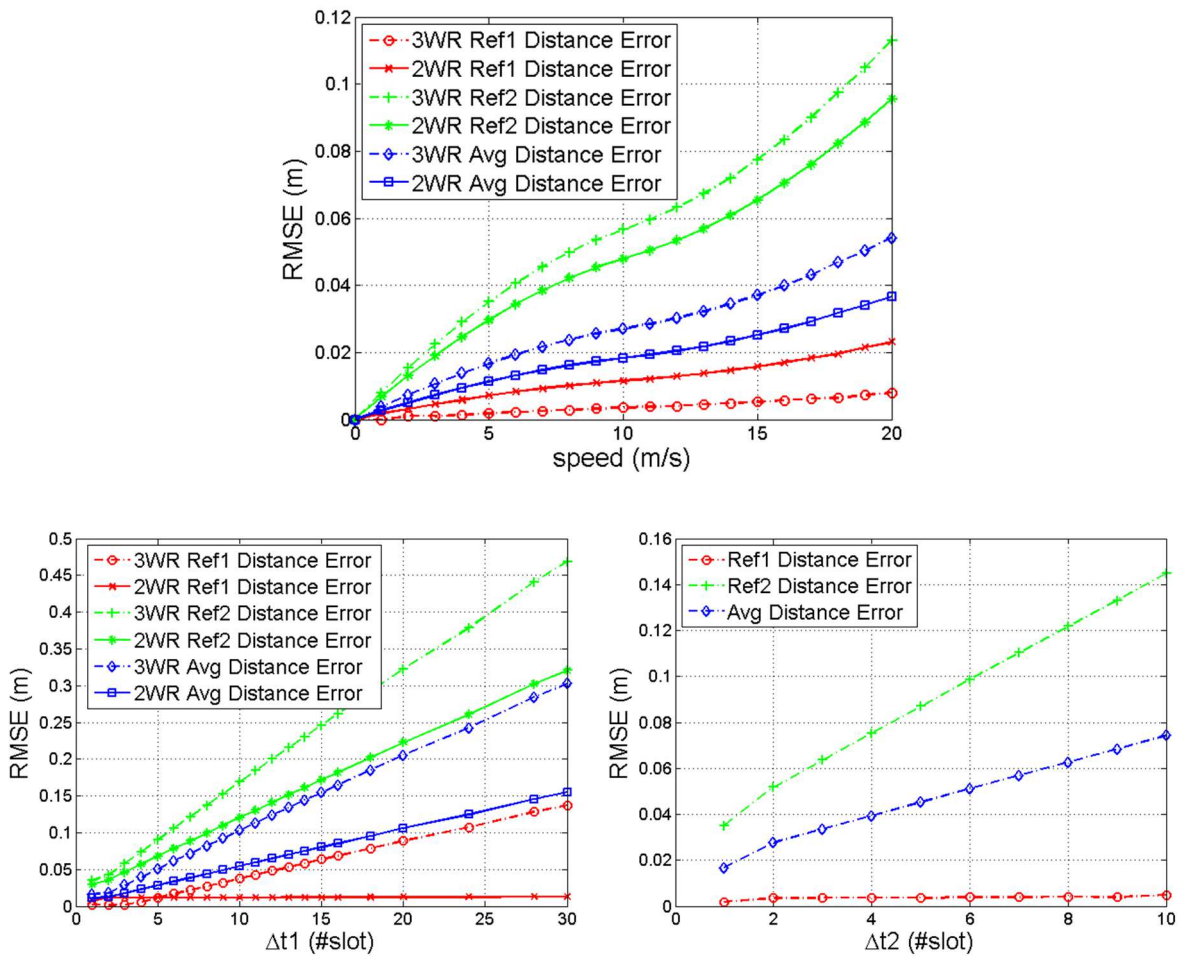 0.12
0.1
0.08
0.06
0.04
0.02
0
RMSE (m)
3WR Ref1 Distance Error
2WR Ref1 Distance Error
3WR Ref2 Distance Error
2WR Ref2 Distance Error
3WR Avg Distance Error
2WR Avg Distance Error
0 5 10 15 20
speed (m/s)
0.5
0.45
0.4
0.35
0.3
0.25
0.2
0.15
0.1
0.05
0
RMSE (m)
3WR Ref1 Distance Error
2WR Ref1 Distance Error
3WR Ref2 Distance Error
2WR Ref2 Distance Error
3WR Avg Distance Error
2WR Avg Distance Error
0 5 10 15 20 25 30
Δt1 (#slot)
0.16
0.14
0.12
0.1
0.08
0.06
0.04
0.02
0
RMSE (m)
Ref1 Distance Error
Ref2 Distance Error
Avg Distance Error
0 2 4 6 8 10
Δt2 (#slot)